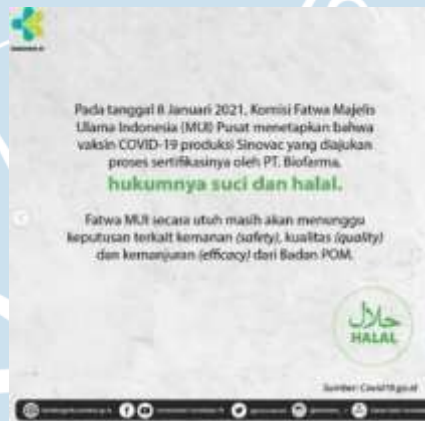 Pada tanggal 8 Januari 2021, Komisi Fatwa Majelis
Ulama Indonesia (MUI) Pusat menetapkan bahwa
vaksin COVID-19 produksi Sinovac yang diajukan
proses sertifikasinya oleh PT. Biofarma,
hukumnya suci dan halal.
Fatwa MUI secara utuh masih akan menunggu
keputusan terkait kemanan (safety), kualitas (quality)
dan kemanjuran (efficacy) dari Badan POM.
حلال
HALAL
Sumber: Covid19.go.id